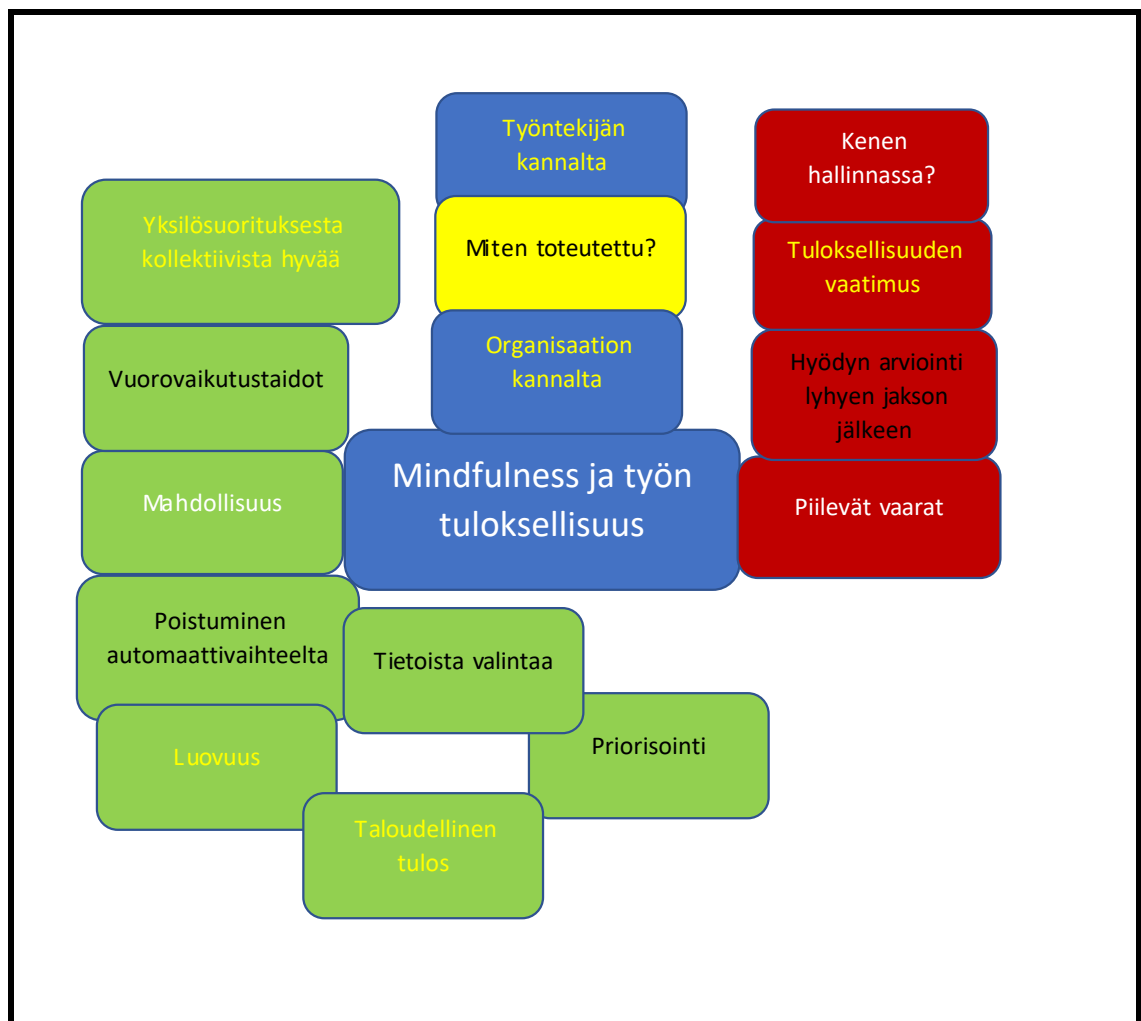 Työntekijän
kannalta
Kenen
hallinnassa?
Yksilösuorituksesta
kollektiivista hyvää
Miten toteutettu?
Tuloksellisuuden
vaatimus
Organisaation
kannalta
Vuorovaikutustaidot
Hyödyn arviointi
lyhyen jakson
jälkeen
Mindfulness ja työn
tuloksellisuus
Mahdollisuus
Piilevät vaarat
Poistuminen
automaattivaihteelta
Tietoista valintaa
Luovuus
Priorisointi
Taloudellinen
tulos